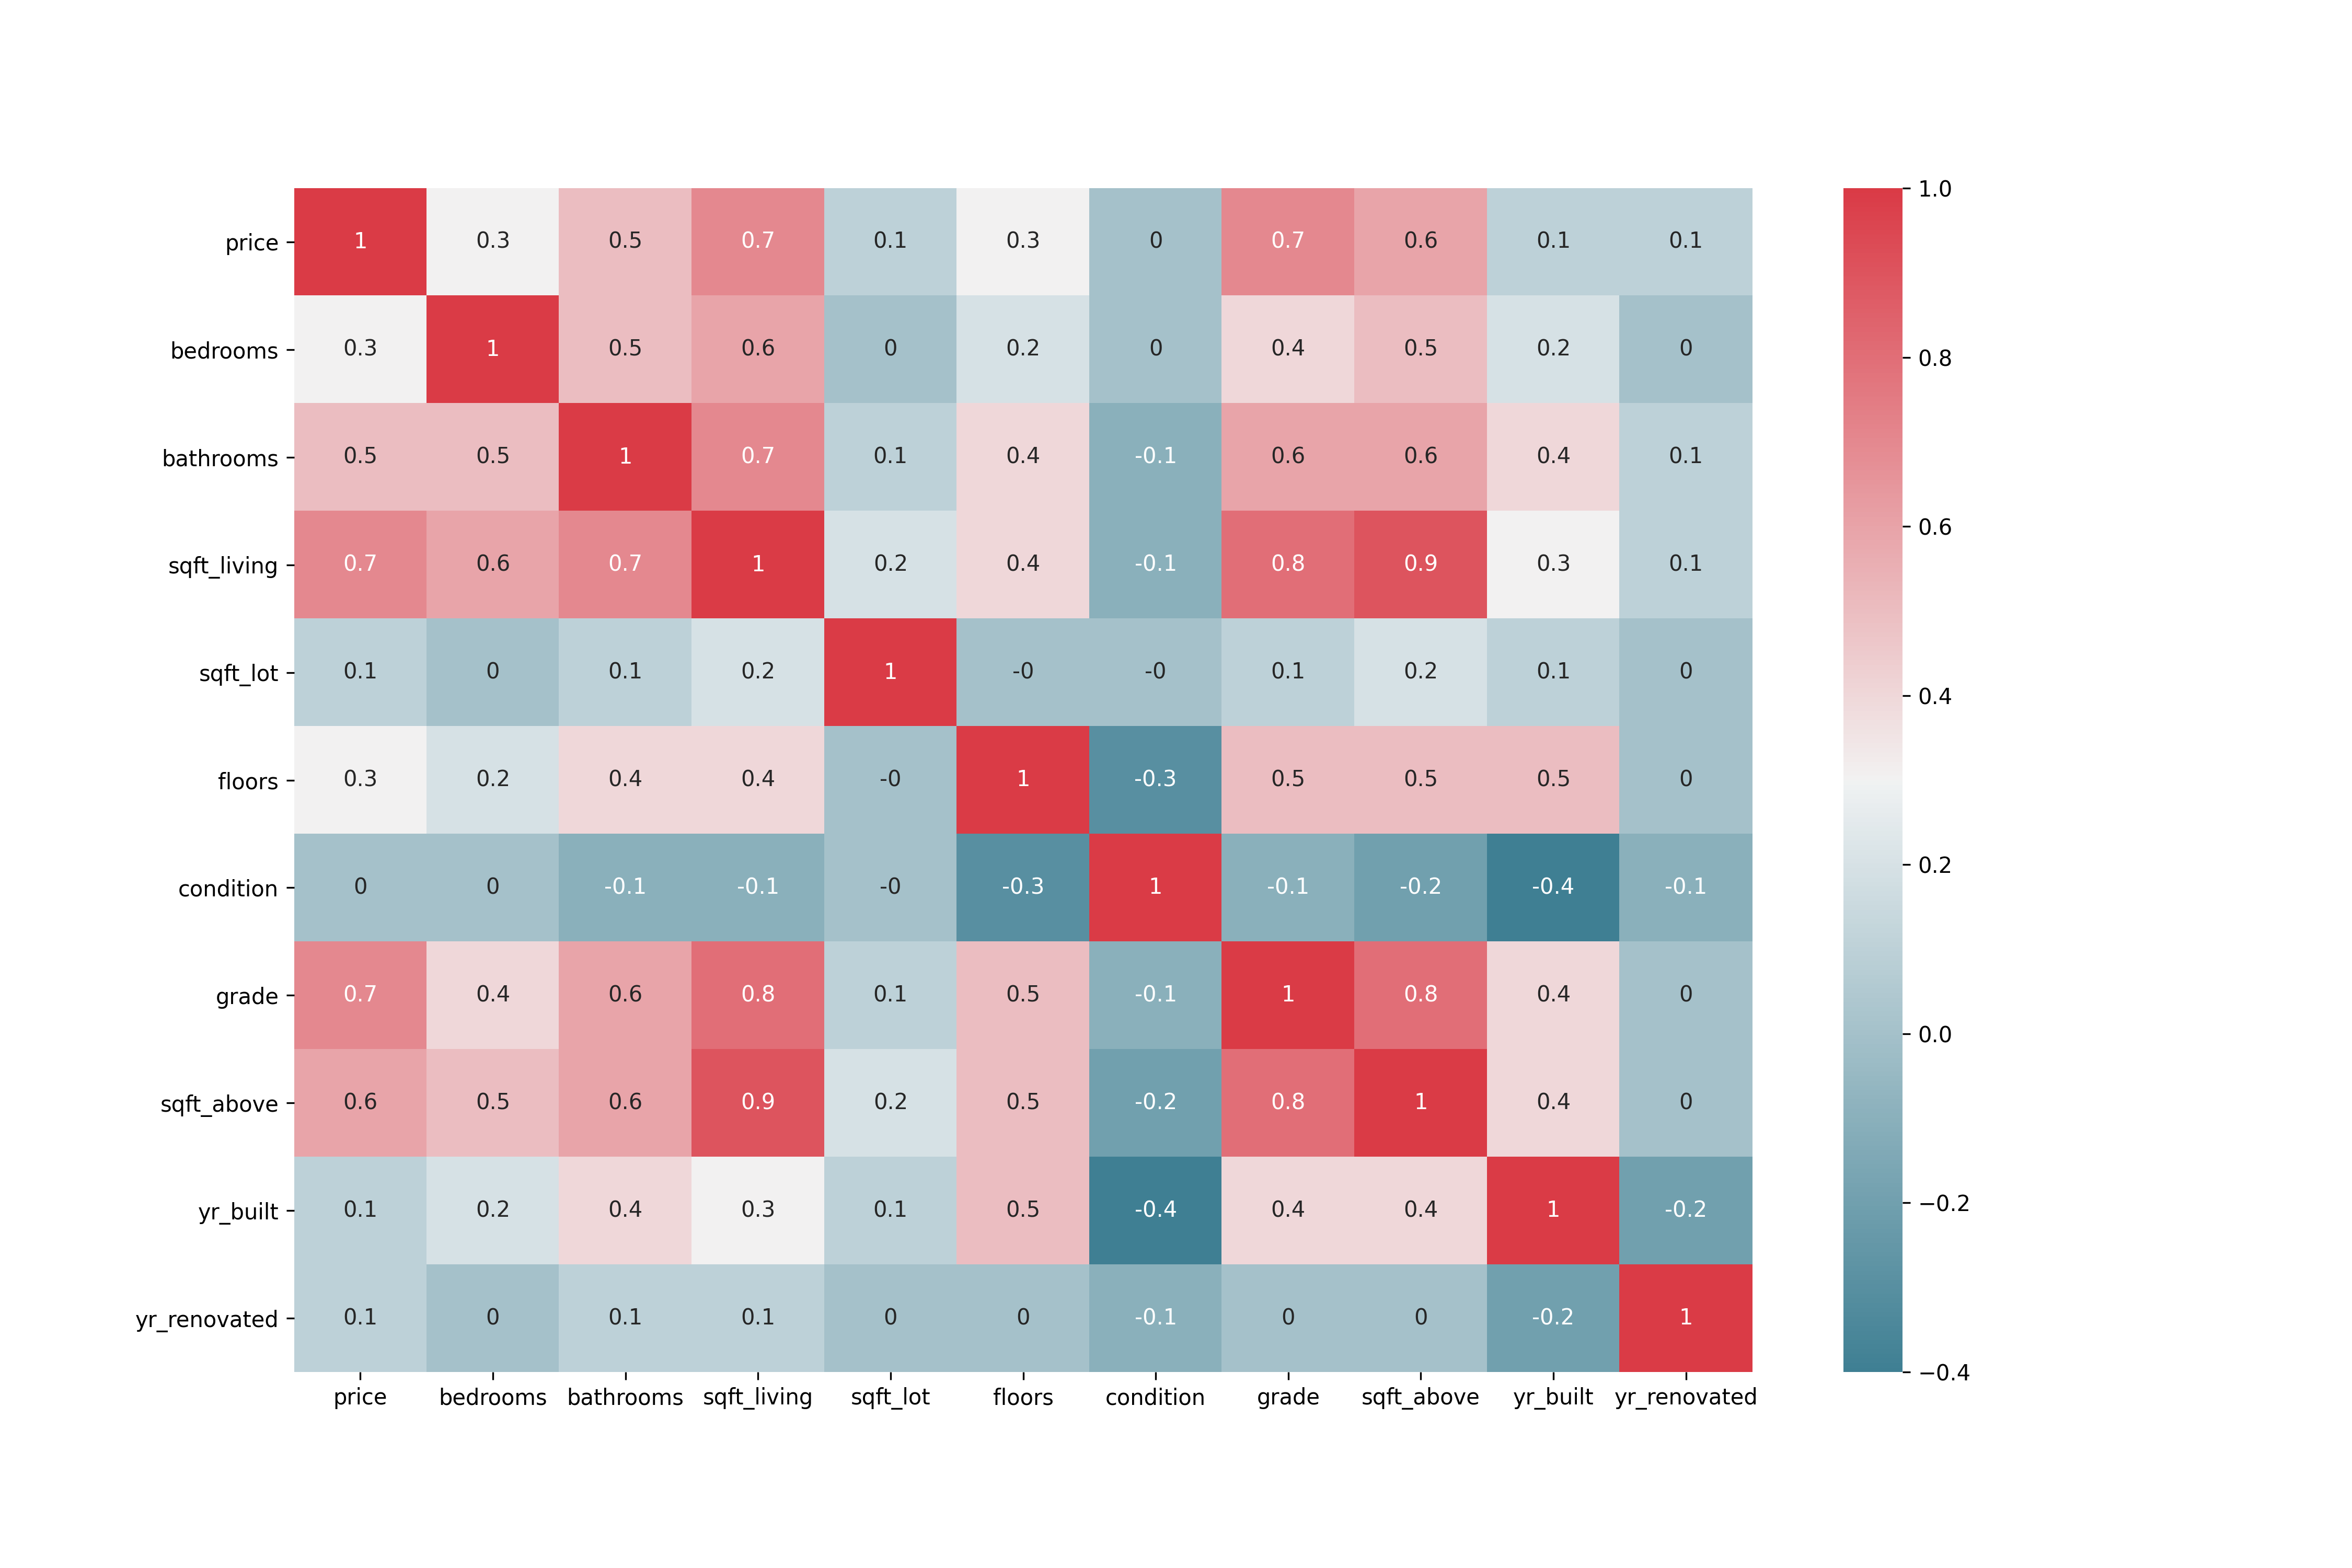 price 1 0.3 0.5 0.7 0.1 0.3 0 0.7 0.6 0.1 0.1
bedrooms 0.3 1 0.5 0.6 0 0.2 0 0.4 0.5 0.2 0
bathrooms 0.5 0.5 1 0.7 0.1 0.4 -0.1 0.6 0.6 0.4 0.1
sqft_living 0.7 0.6 0.7 1 0.2 0.4 -0.1 0.8 0.9 0.3 0.1
sqft_lot 0.1 0 0.1 0.2 1 -0 -0 0.1 0.2 0.1 0
floors 0.3 0.2 0.4 0.4 -0 1 -0.3 0.5 0.5 0.5 0
condition 0 0 -0.1 -0.1 -0 -0.3 1 -0.1 -0.2 -0.4 -0.1
grade 0.7 0.4 0.6 0.8 0.1 0.5 -0.1 1 0.8 0.4 0
sqft_above 0.6 0.5 0.6 0.9 0.2 0.5 -0.2 0.8 1 0.4 0
yr_built 0.1 0.2 0.4 0.3 0.1 0.5 -0.4 0.4 0.4 1 -0.2
yr_renovated 0.1 0 0.1 0.1 0 0 -0.1 0 0 -0.2 1
price bedrooms bathrooms sqft_living sqft_lot floors condition grade sqft_above yr_built yr_renovated
1.0
0.8
0.6
0.4
0.2
0.0
−0.2
−0.4